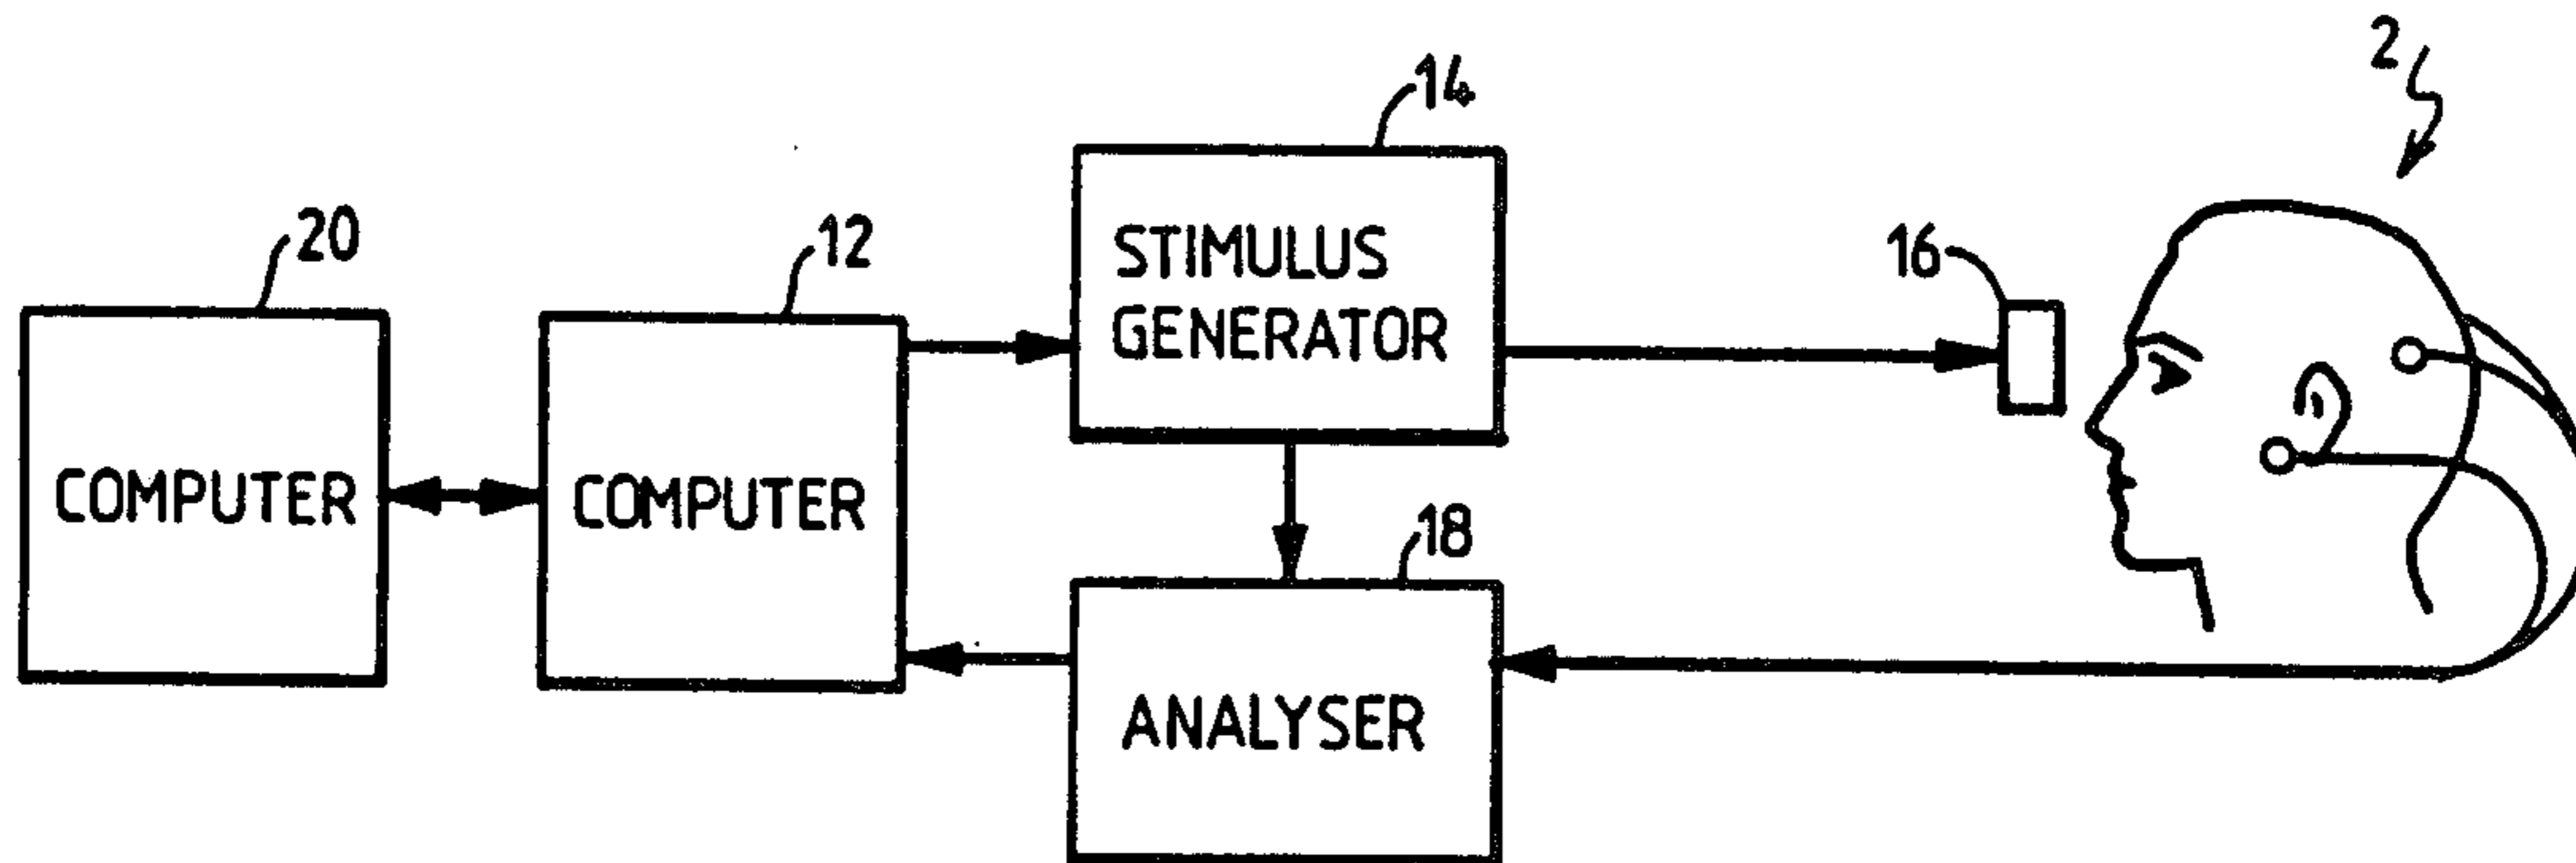 2
14
20
12
16
STIMULUS
GENERATOR
COMPUTER
COMPUTER
18
ANALYSER